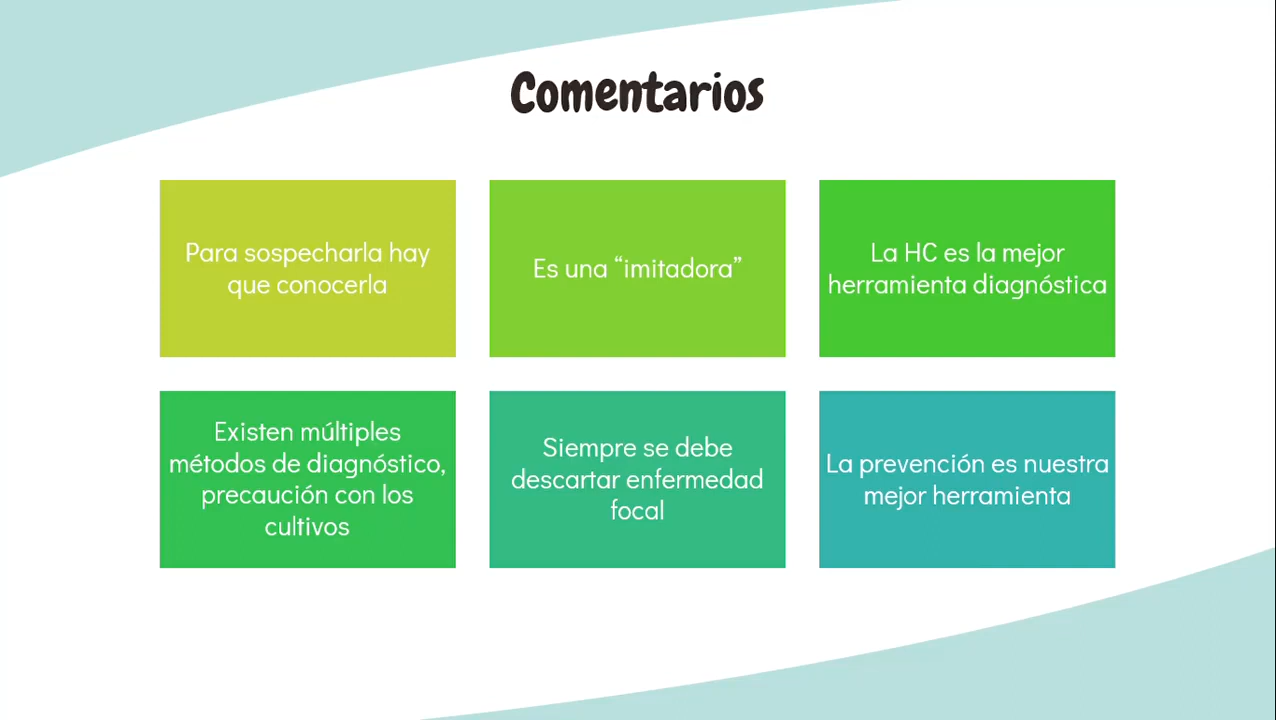 Comentarios
Para sospecharla hay
que conocerla
Es una “imitadora”
La HC es la mejor
herramienta diagnóstica
Existen múltiples
métodos de diagnóstico,
precaución con los
cultivos
Siempre se debe
descartar enfermedad
focal
La prevención es nuestra
mejor herramienta